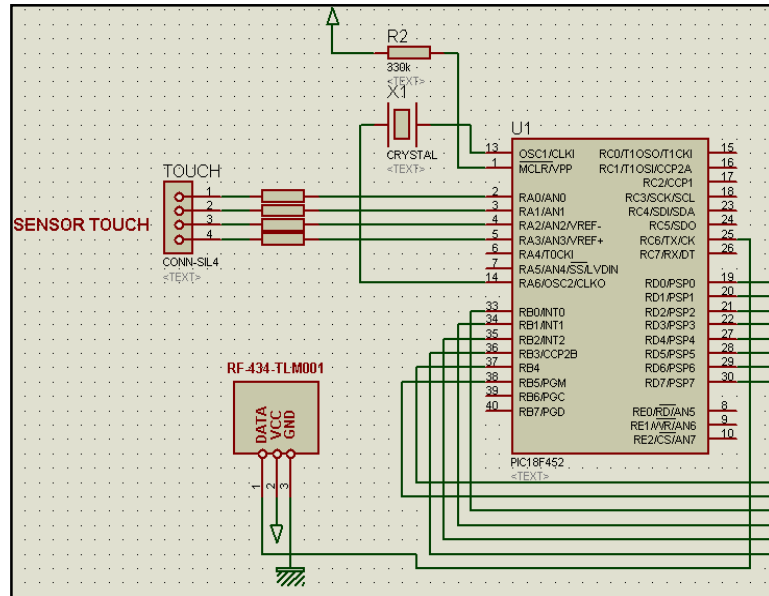 R2
330k
<TEXT>
X1
CRYSTAL
<TEXT>
U1
13 OSC1/CLKI RC0/T1OSO/T1CKI 15
1 MCLR/VPP RC1/T1OSI/CCP2A 16
RC2/CCP1 17
2 RA0/AN0 RC3/SCK/SCL 18
3 RA1/AN1 RC4/SDI/SDA 23
4 RA2/AN2/VREF- RC5/SDO 24
5 RA3/AN3/VREF+ RC6/TX/CK 25
6 RA4/T0CKI RC7/RX/DT 26
7 RA5/AN4/SS/LVDIN
14 RA6/OSC2/CLKO RD0/PSP0 19
RD1/PSP1 20
33 RB0/INT0 RD2/PSP2 21
34 RB1/INT1 RD3/PSP3 22
35 RB2/INT2 RD4/PSP4 27
36 RB3/CCP2B RD5/PSP5 28
37 RB4 RD6/PSP6 29
38 RB5/PGM RD7/PSP7 30
39 RB6/PGC
40 RB7/PGD RE0/RD/AN5 8
RE1/WR/AN6 9
RE2/CS/AN7 10
PIC18F452
<TEXT>
TOUCH
1
2
3
4
SENSOR TOUCH
CONN-SIL4
<TEXT>
RF-434-TLM001
DATA
VCC
GND
1
2
3